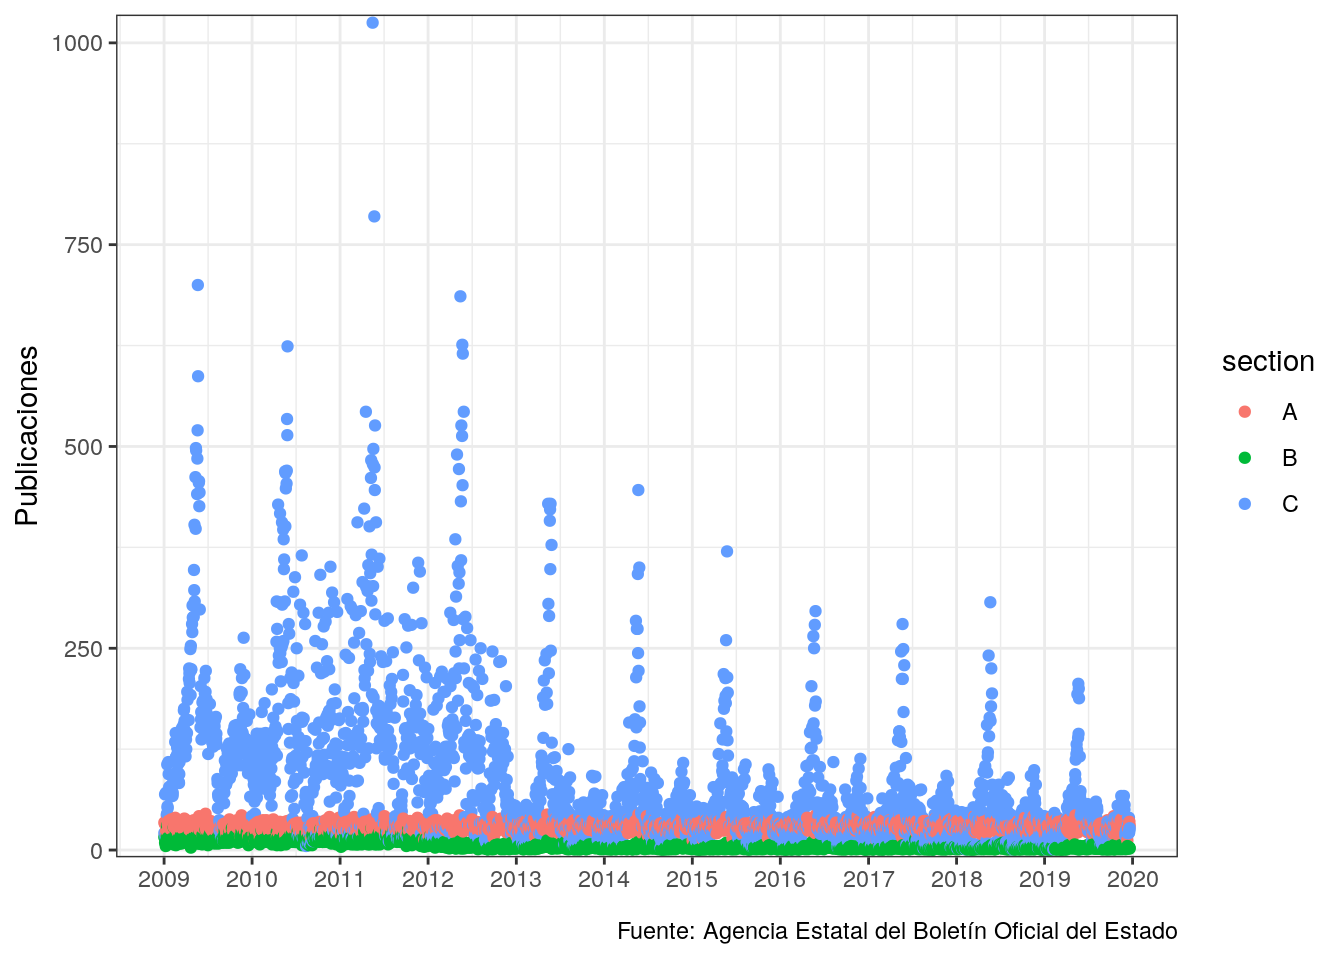 Publicaciones
1000
750
500
250
0
2009 2010 2011 2012 2013 2014 2015 2016 2017 2018 2019 2020
section
A
B
C
Fuente: Agencia Estatal del Boletín Oficial del Estado